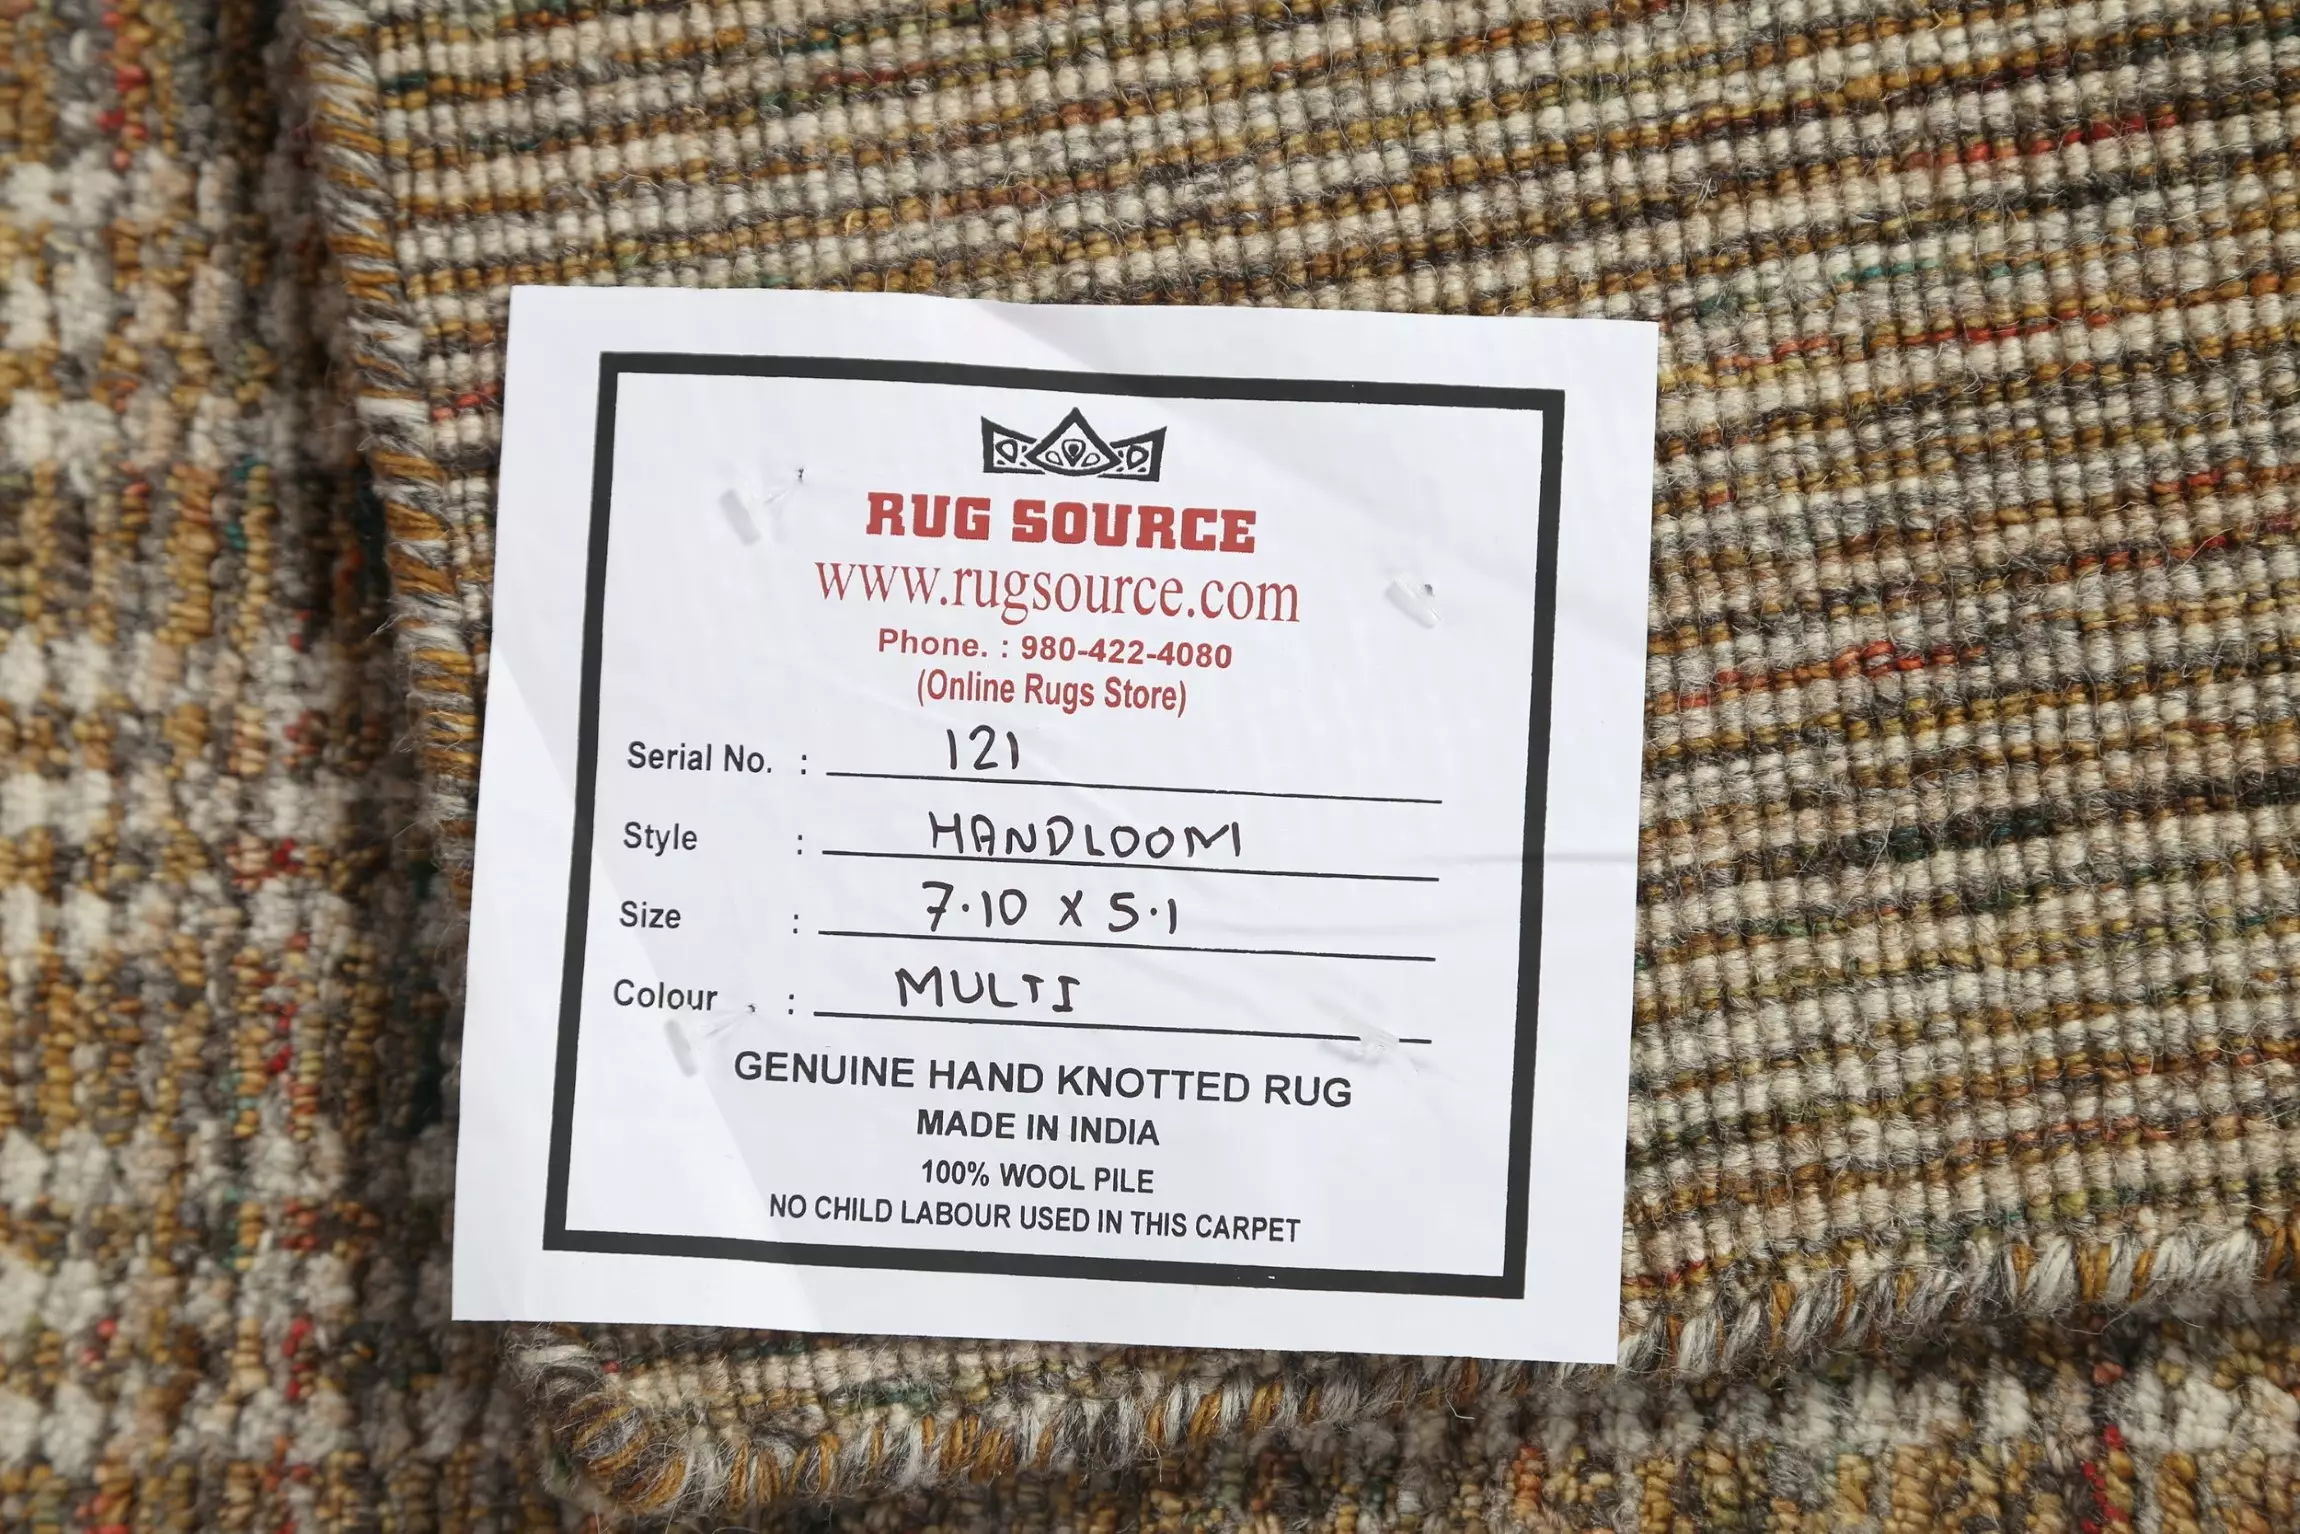 RUG SOURCE
www.rugsource.com
Phone. : 980-422-4080
(Online Rugs Store)
Serial No. : 121
Style : HANDLOOM
Size : 7.10 x 5.1
Colour : MULTI
GENUINE HAND KNOTTED RUG
MADE IN INDIA
100% WOOL PILE
NO CHILD LABOUR USED IN THIS CARPET